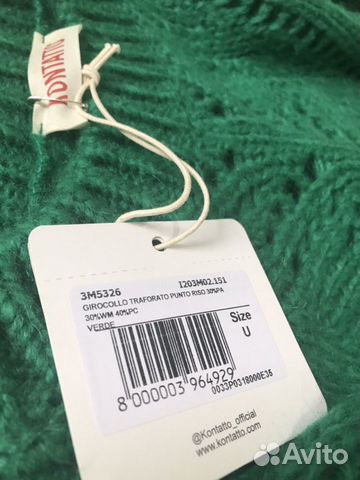 KONTATTO
3M5326 I203M02.151
GIROCOLLO TRAFORATO PUNTO RISO 30%PA
30%WM 40%PC
VERDE
Size
U
8 000003 964929
0033P0318000E35
@Kontatto_official
www.kontatto.com
Avito